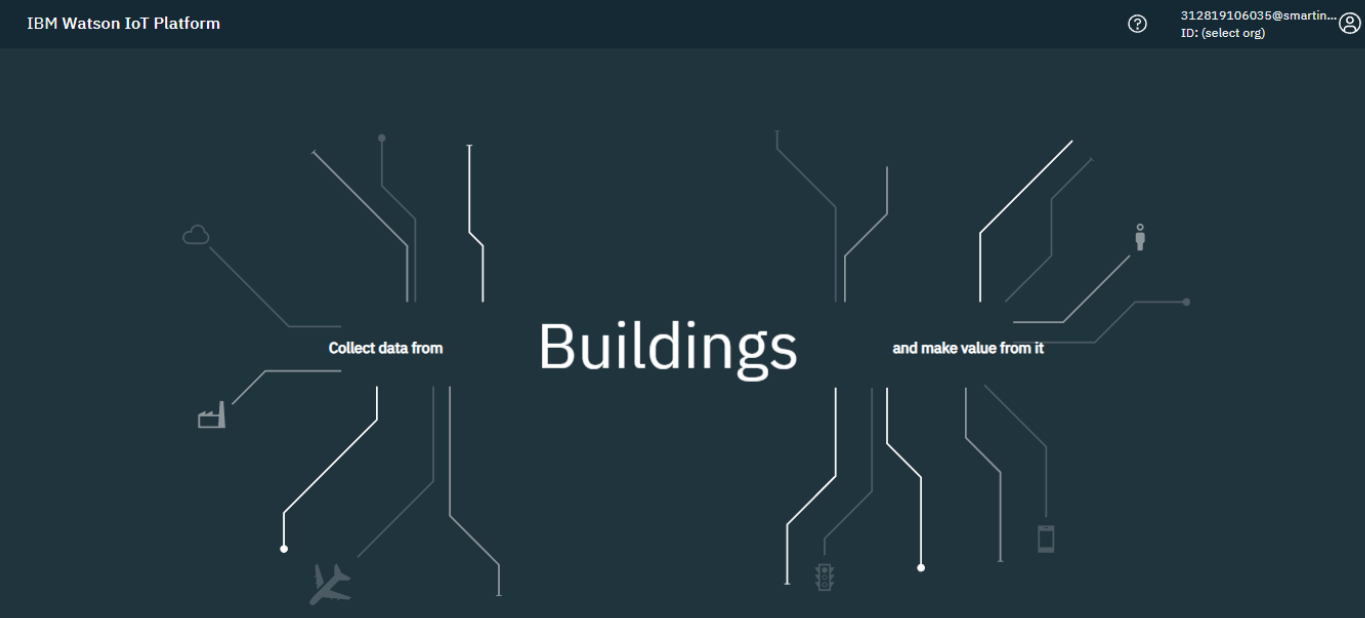 IBM Watson IoT Platform
312819106035@smartin...
ID: (select org)
Collect data from
Buildings
and make value from it